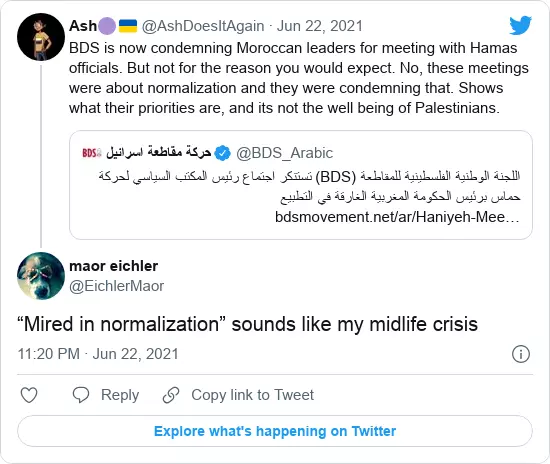 Ash🟣🇺🇦 @AshDoesItAgain · Jun 22, 2021
BDS is now condemning Moroccan leaders for meeting with Hamas
officials. But not for the reason you would expect. No, these meetings
were about normalization and they were condemning that. Shows
what their priorities are, and its not the well being of Palestinians.
BDS حركة مقاطعة اسرائيل @BDS_Arabic
اللجنة الوطنية الفلسطينية للمقاطعة (BDS) تستنكر اجتماع رئيس المكتب السياسي لحركة
حماس برئيس الحكومة المغربية الغارقة في التطبيع
bdsmovement.net/ar/Haniyeh-Mee…
maor eichler
@EichlerMaor
“Mired in normalization” sounds like my midlife crisis
11:20 PM · Jun 22, 2021
Reply
Copy link to Tweet
Explore what's happening on Twitter